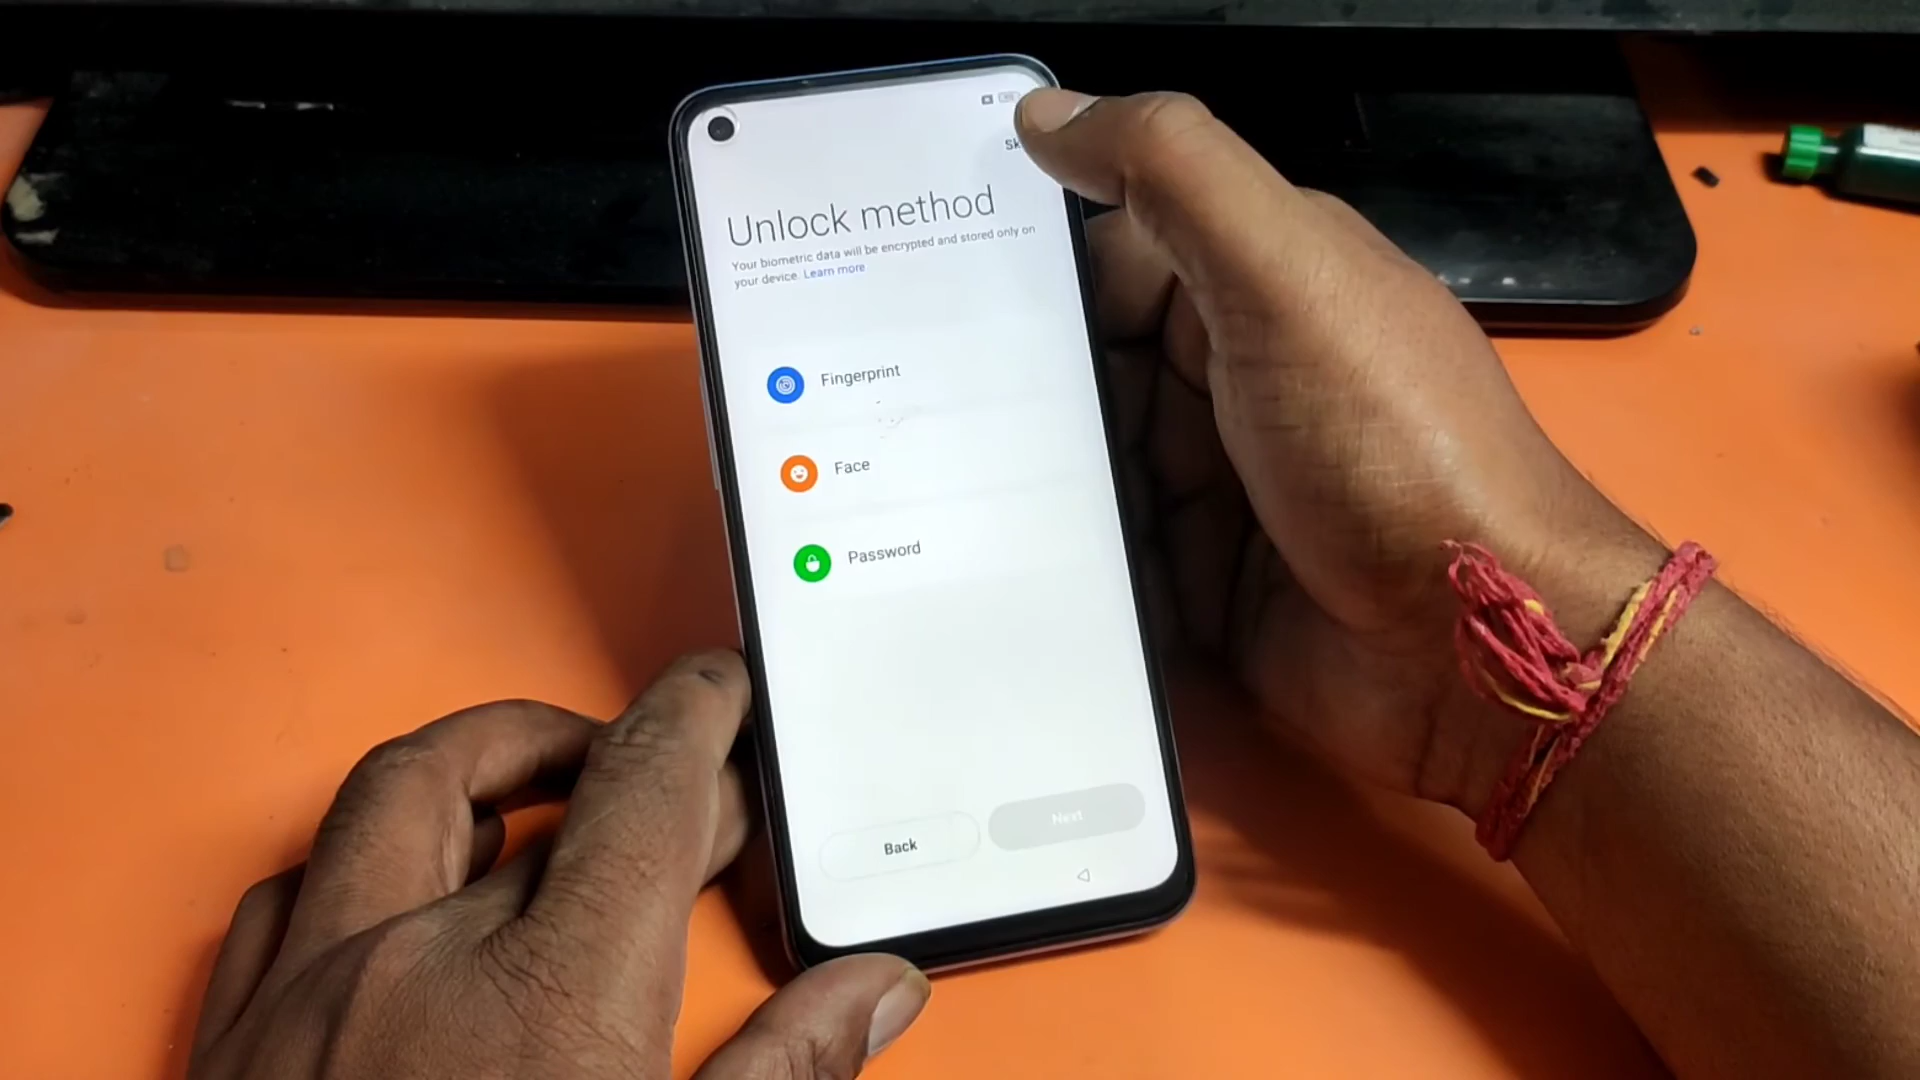 Unlock method
Your biometric data will be encrypted and stored only on
your device. Learn more
Fingerprint
Face
Password
Back
Next